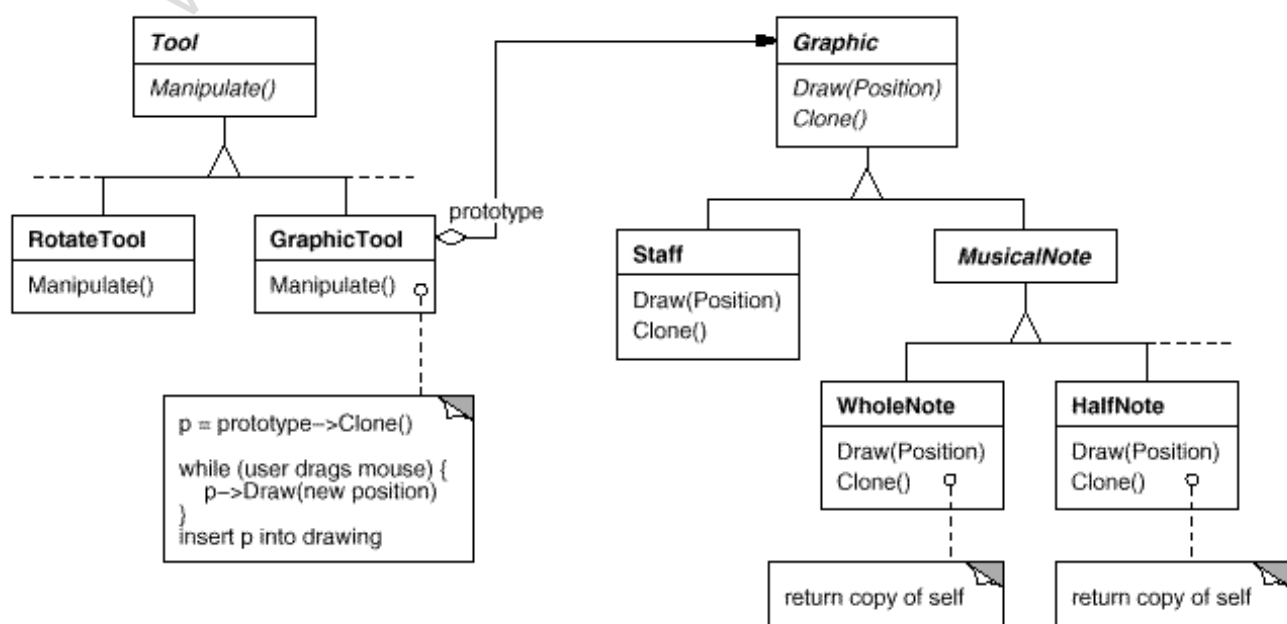 Tool
Manipulate()
Graphic
Draw(Position)
Clone()
prototype
RotateTool
Manipulate()
GraphicTool
Manipulate()
Staff
Draw(Position)
Clone()
MusicalNote
WholeNote
Draw(Position)
Clone()
HalfNote
Draw(Position)
Clone()
p = prototype->Clone()
while (user drags mouse) {
p->Draw(new position)
}
insert p into drawing
return copy of self
return copy of self